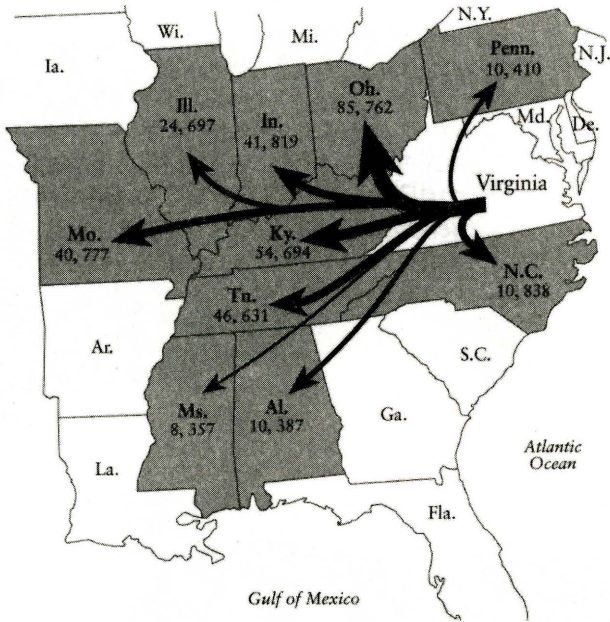 N.Y.
Wi.
Mi.
Penn.
10, 410
N.J.
Ia.
Oh.
85, 762
Ill.
24, 697
In.
41, 819
Md.
De.
Virginia
Mo.
40, 777
Ky.
54, 694
N.C.
10, 838
Tn.
46, 631
Ar.
S.C.
Ms.
8, 357
Al.
10, 387
Ga.
Atlantic
Ocean
La.
Fla.
Gulf of Mexico